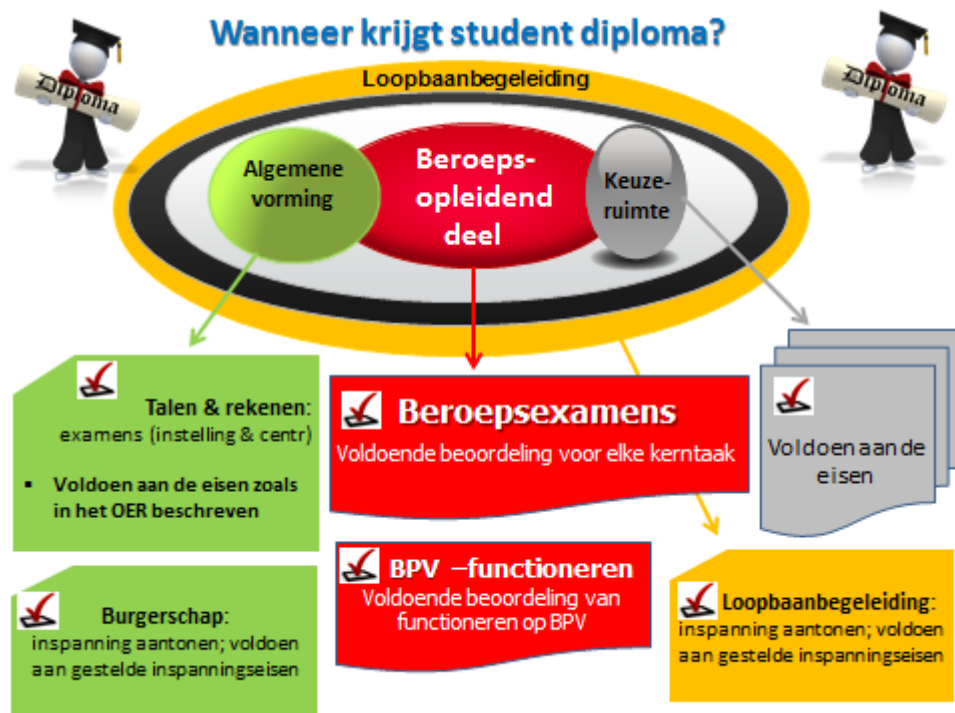 Wanneer krijgt student diploma?
Diploma
Diploma
Loopbaanbegeleiding
Algemene
vorming
Beroeps-
opleidend
deel
Keuze-
ruimte
Talen & rekenen:
examens (instelling & centr)
▪ Voldoen aan de eisen zoals
in het OER beschreven
Beroepsexamens
Voldoende beoordeling voor elke kerntaak
Voldoen aan de
eisen
Burgerschap:
inspanning aantonen; voldoen
aan gestelde inspanningseisen
BPV –functioneren
Voldoende beoordeling van
functioneren op BPV
Loopbaanbegeleiding:
inspanning aantonen; voldoen
aan gestelde inspanningseisen